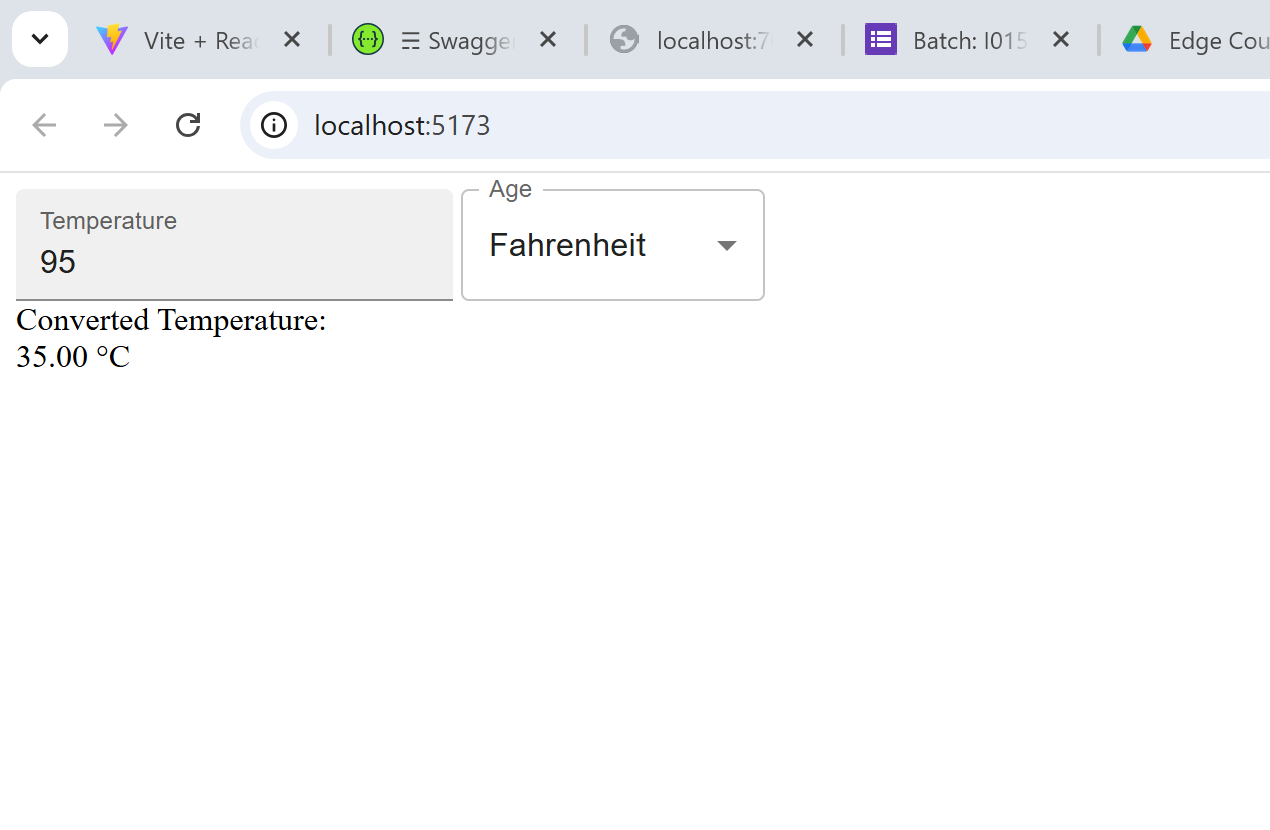 Vite + Rea
Swagge
localhost:7
Batch: I015
Edge Cou
localhost:5173
Temperature
95
Age
Fahrenheit
Converted Temperature:
35.00 °C